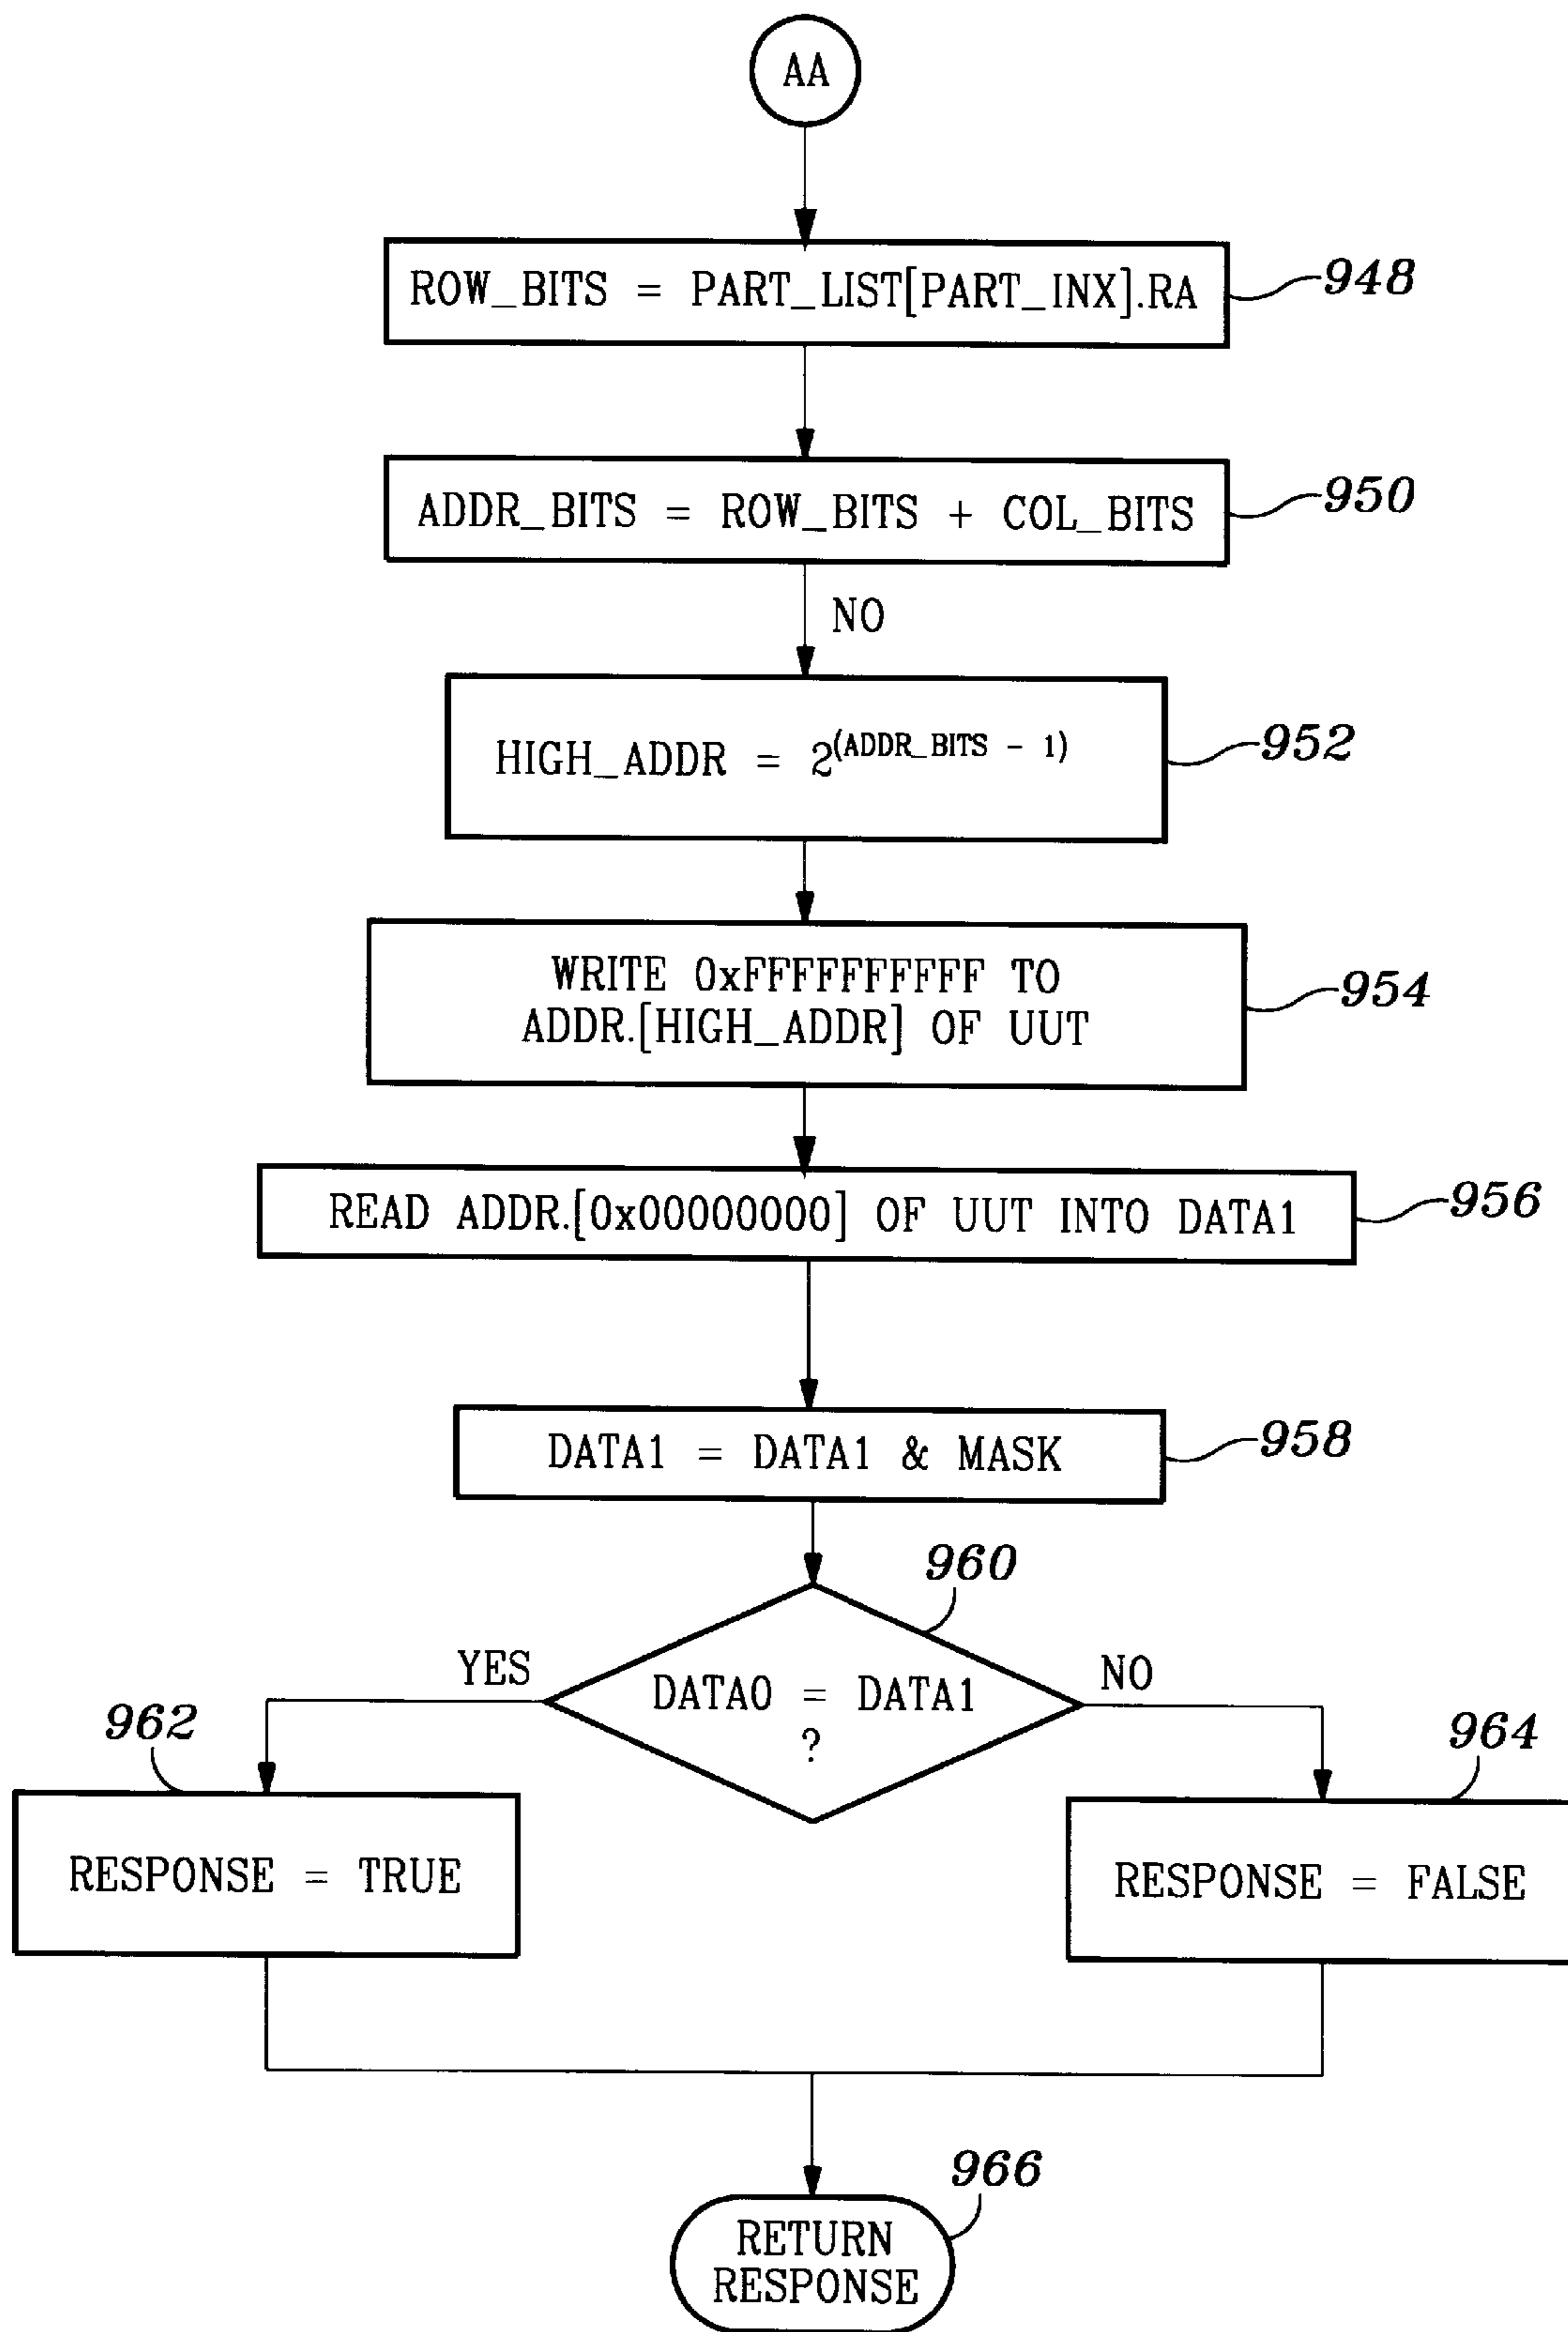 AA
ROW_BITS = PART_LIST[PART_INX].RA
948
ADDR_BITS = ROW_BITS + COL_BITS
950
NO
HIGH_ADDR = 2^(ADDR_BITS - 1)
952
WRITE 0xFFFFFFFFFF TO
ADDR.[HIGH_ADDR] OF UUT
954
READ ADDR.[0x00000000] OF UUT INTO DATA1
956
DATA1 = DATA1 & MASK
958
960
YES
DATA0 = DATA1
?
NO
962
964
RESPONSE = TRUE
RESPONSE = FALSE
966
RETURN
RESPONSE